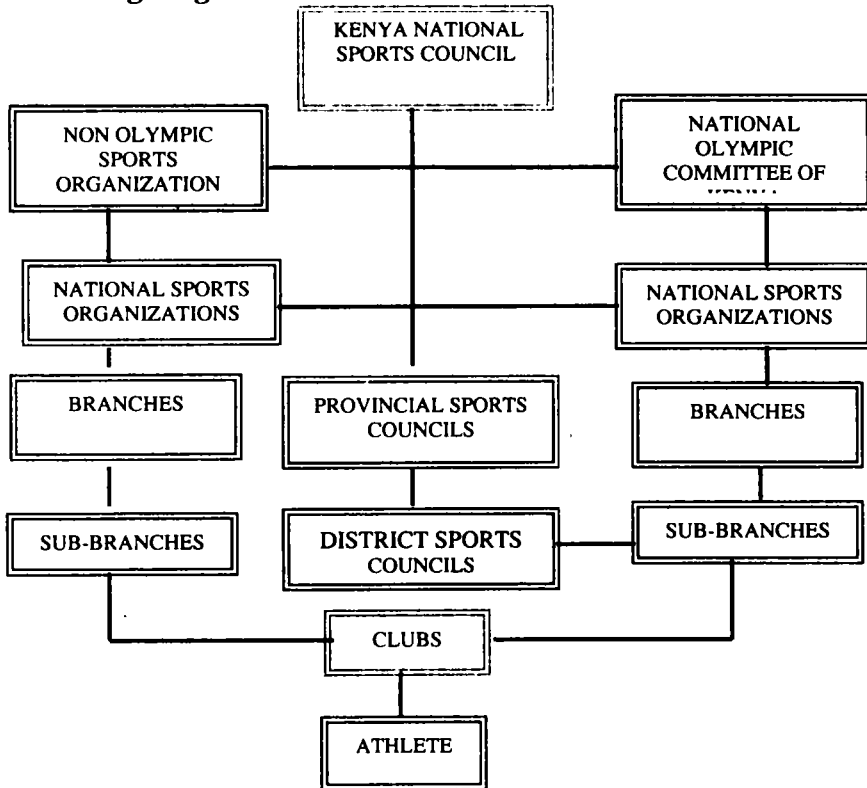 KENYA NATIONAL
SPORTS COUNCIL
NON OLYMPIC
SPORTS
ORGANIZATION
NATIONAL
OLYMPIC
COMMITTEE OF
NATIONAL SPORTS
ORGANIZATIONS
NATIONAL SPORTS
ORGANIZATIONS
BRANCHES
PROVINCIAL SPORTS
COUNCILS
BRANCHES
SUB-BRANCHES
DISTRICT SPORTS
COUNCILS
SUB-BRANCHES
CLUBS
ATHLETE